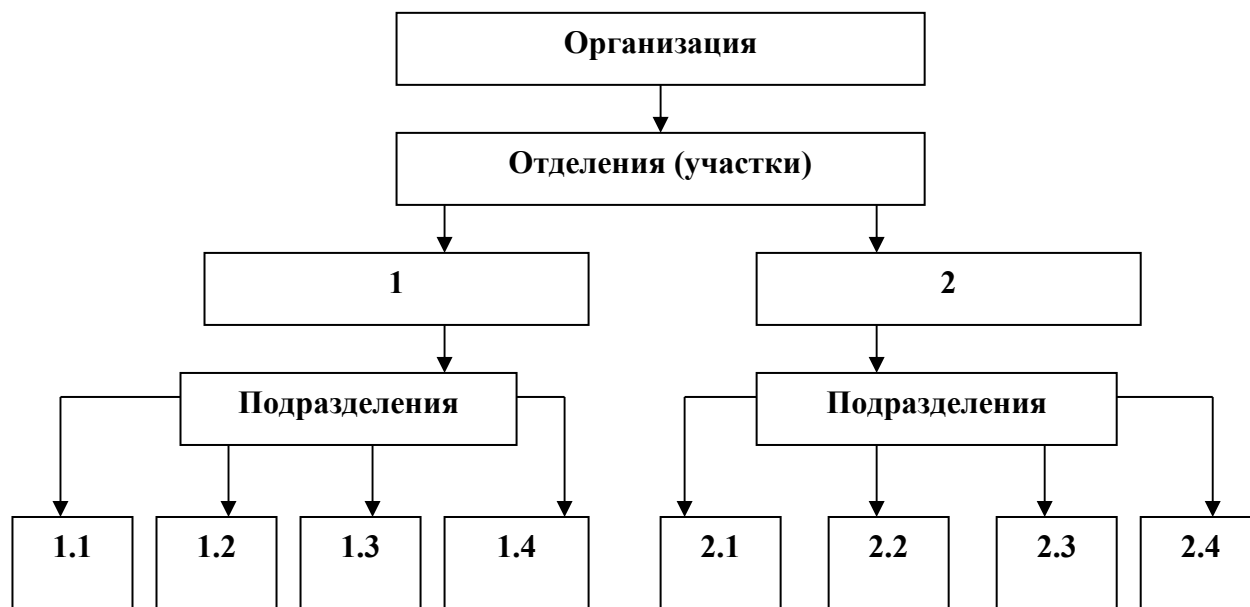 Организация
Отделения (участки)
1
2
Подразделения
Подразделения
1.1
1.2
1.3
1.4
2.1
2.2
2.3
2.4